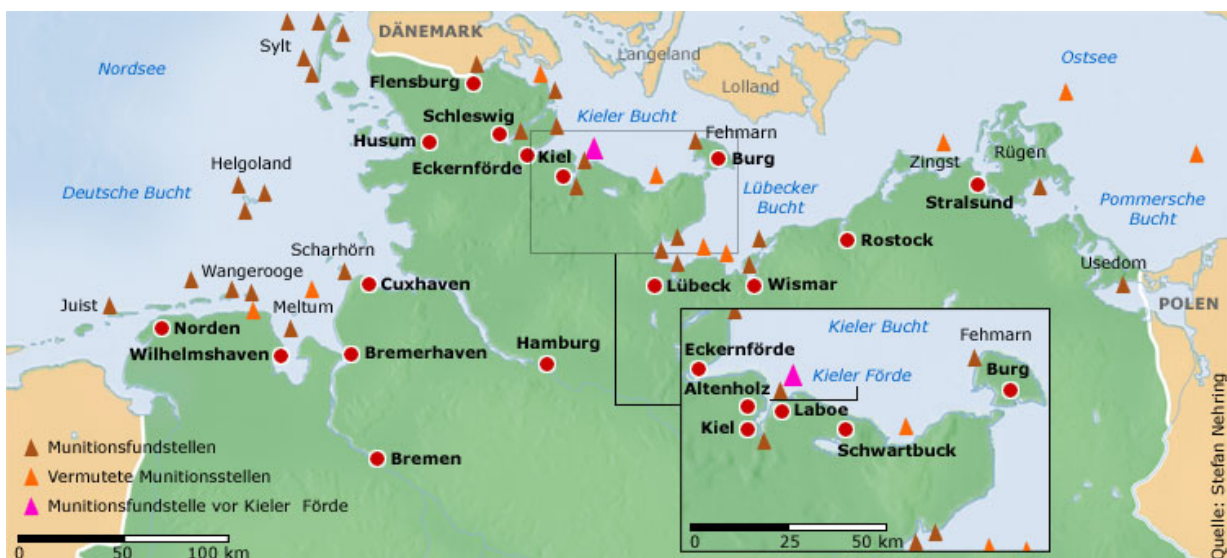 DÄNEMARK
Sylt
Nordsee
Langeland
Ostsee
Flensburg
Lolland
Schleswig
Kieler Bucht
Fehmarn
Husum
Zingst
Rügen
Eckernförde
Kiel
Burg
Helgoland
Deutsche Bucht
Lübecker
Bucht
Stralsund
Pommersche
Bucht
Rostock
Scharhörn
Wangerooge
Cuxhaven
Usedom
Juist
Meltum
Lübeck
Wismar
POLEN
Norden
Wilhelmshaven
Bremerhaven
Hamburg
Kieler Bucht
Fehmarn
Eckernförde
Kieler Förde
Burg
Altenholz
Laboe
Kiel
Schwartbuck
Munitionsfundstellen
Bremen
Vermutete Munitionsstellen
Munitionsfundstelle vor Kieler Förde
0 50 100 km
0 25 50 km
Quelle: Stefan Nehring